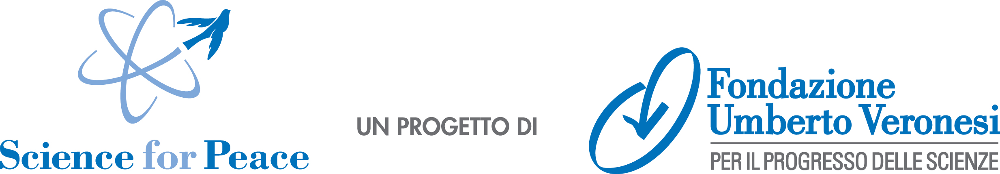 Science for Peace
UN PROGETTO DI
Fondazione
Umberto Veronesi
PER IL PROGRESSO DELLE SCIENZE